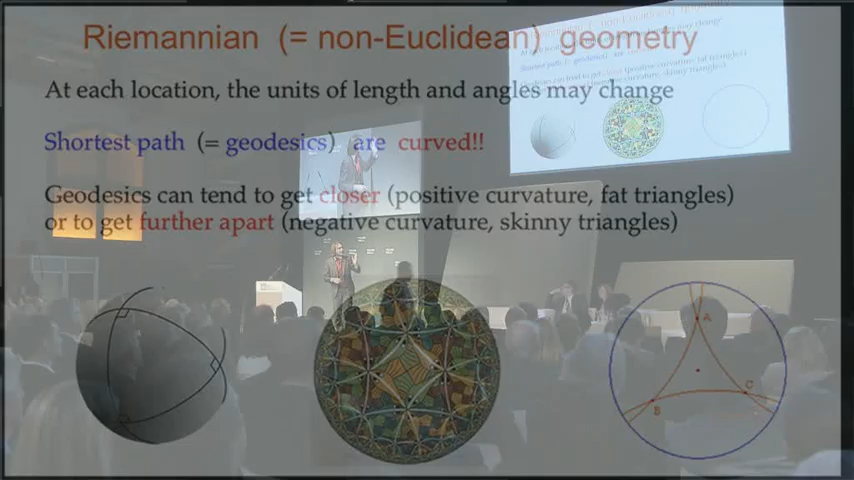 Riemannian (= non-Euclidean) geometry
At each location, the units of length and angles may change
Shortest path (= geodesics) are curved!!
Geodesics can tend to get closer (positive curvature, fat triangles)
or to get further apart (negative curvature, skinny triangles)
A
B
C